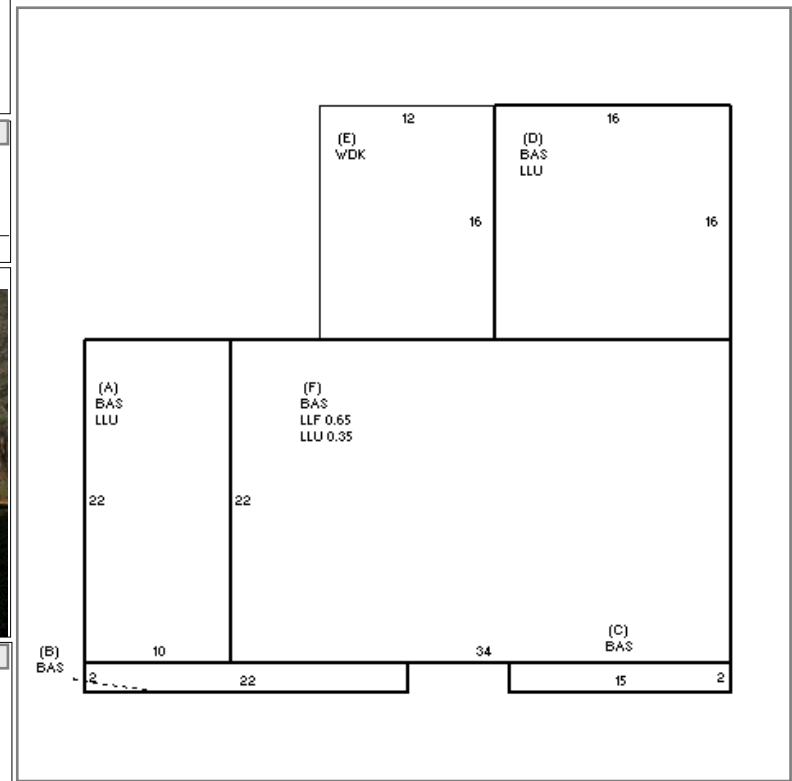 12
16
(E)
WDK
(D)
BAS
LLU
16
16
(A)
BAS
LLU
(F)
BAS
LLF 0.65
LLU 0.35
22
22
(C)
BAS
(B)
BAS
10
34
2
22
15
2